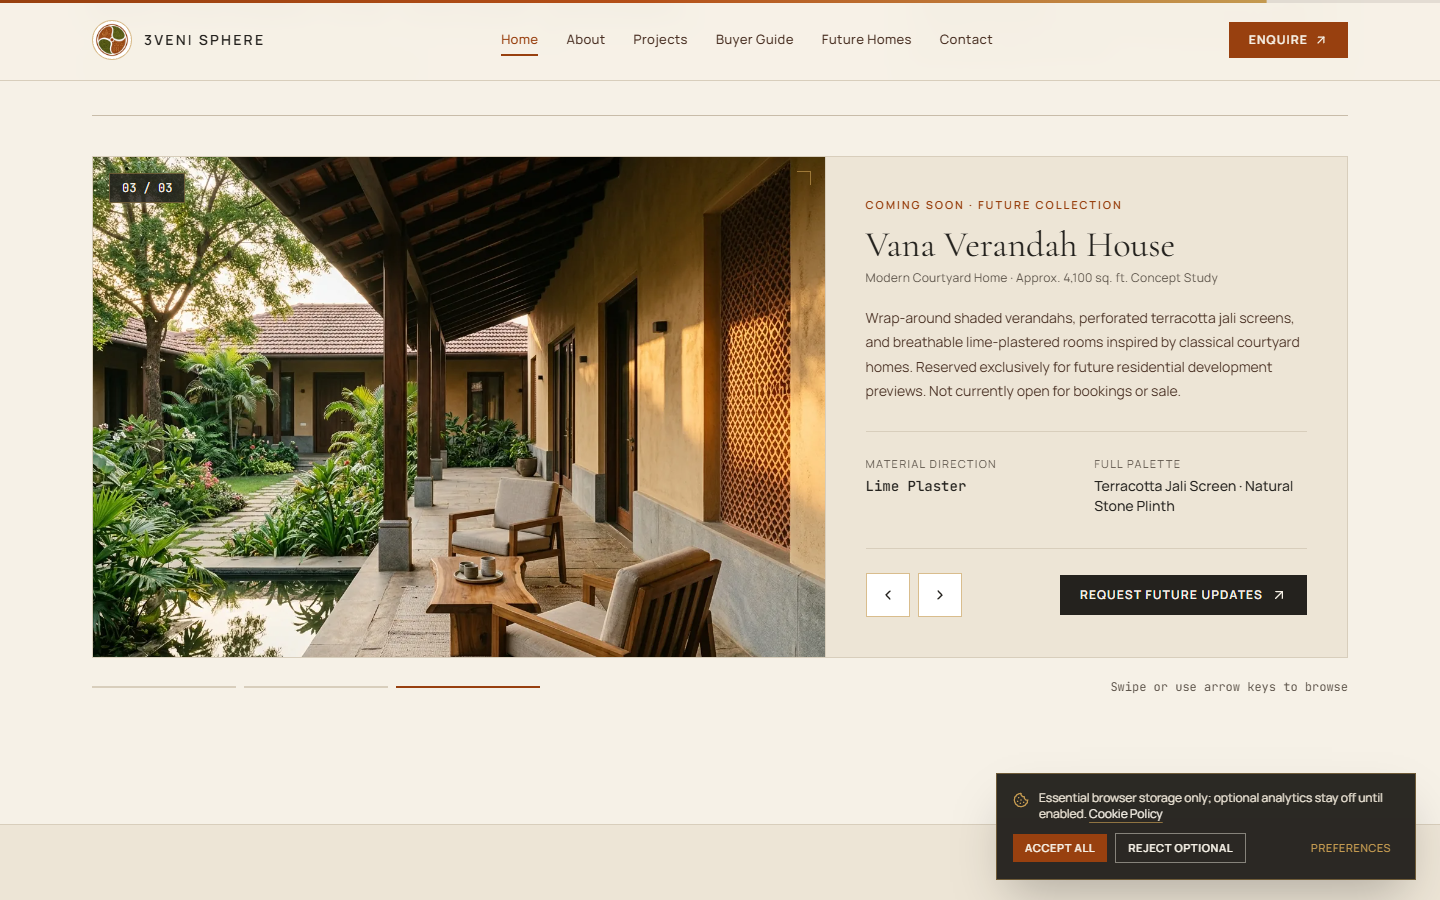 3VENI SPHERE
Home
About
Projects
Buyer Guide
Future Homes
Contact
ENQUIRE
03 / 03
COMING SOON · FUTURE COLLECTION
Vana Verandah House
Modern Courtyard Home · Approx. 4,100 sq. ft. Concept Study
Wrap-around shaded verandahs, perforated terracotta jali screens,
and breathable lime-plastered rooms inspired by classical courtyard
homes. Reserved exclusively for future residential development
previews. Not currently open for bookings or sale.
MATERIAL DIRECTION
Lime Plaster
FULL PALETTE
Terracotta Jali Screen · Natural
Stone Plinth
REQUEST FUTURE UPDATES
Swipe or use arrow keys to browse
Essential browser storage only; optional analytics stay off until
enabled. Cookie Policy
ACCEPT ALL
REJECT OPTIONAL
PREFERENCES